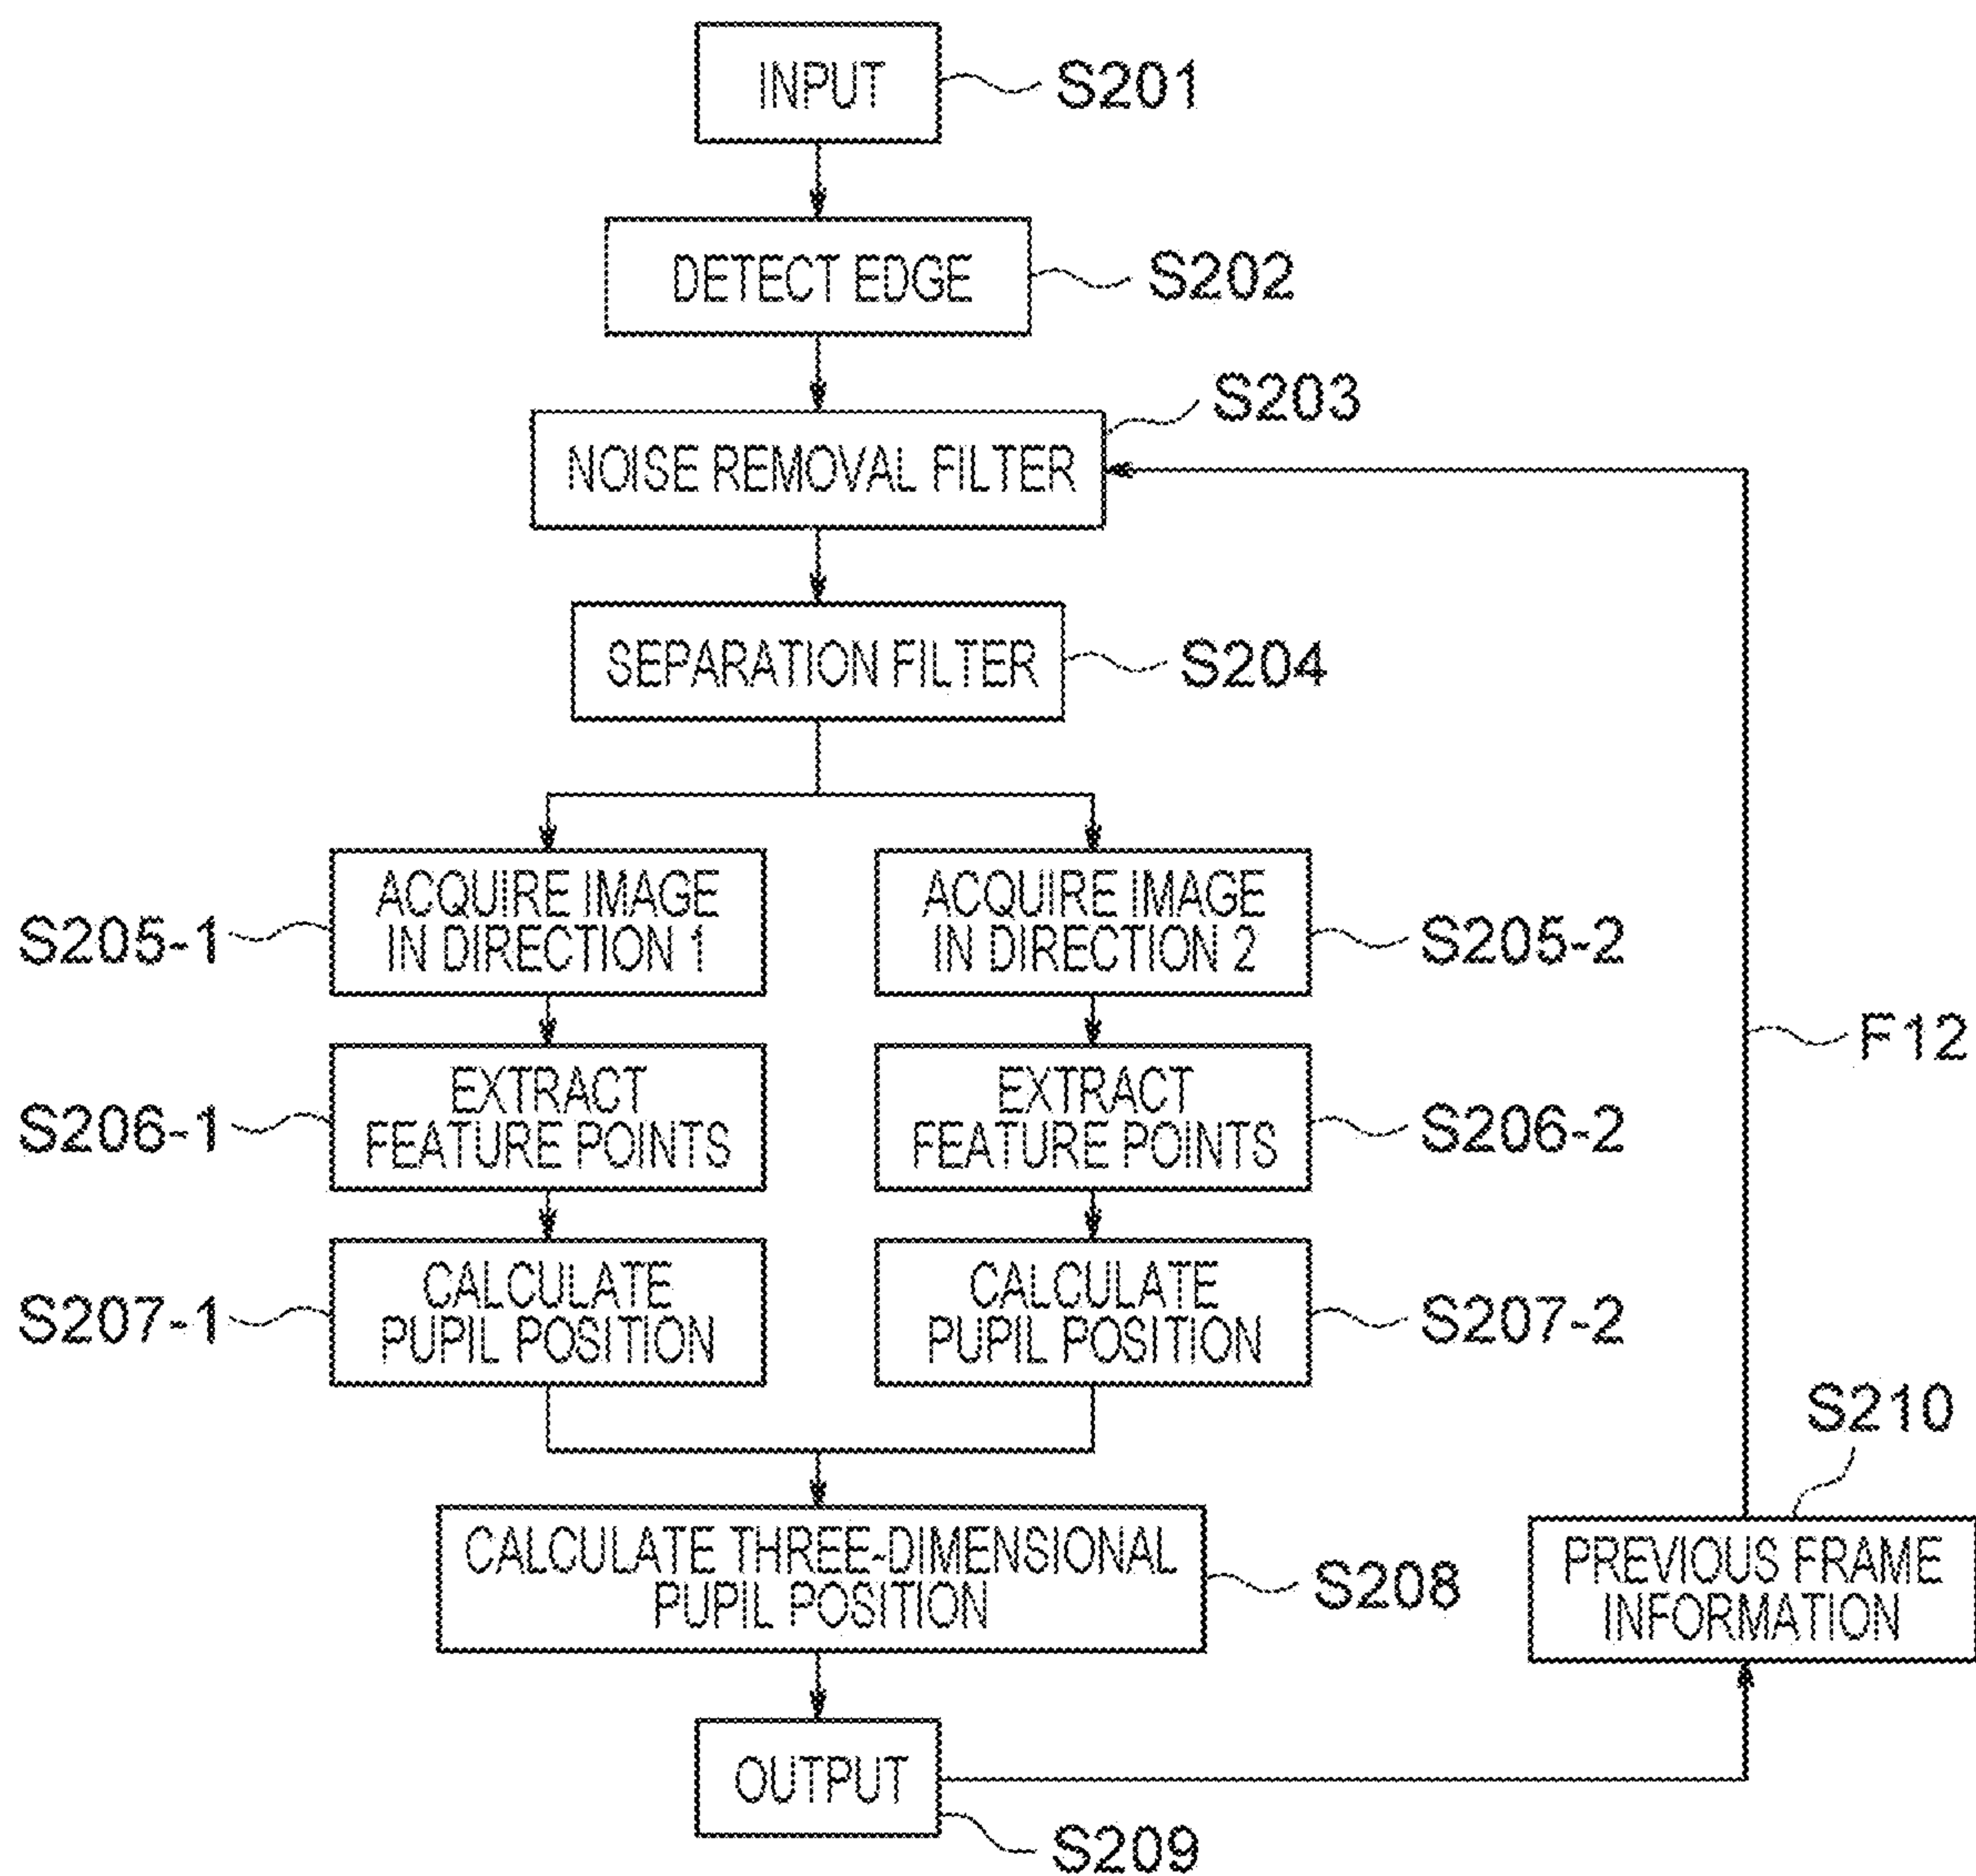 INPUT
S201
DETECT EDGE
S202
S203
NOISE REMOVAL FILTER
SEPARATION FILTER
S204
ACQUIRE IMAGE
IN DIRECTION 1
S205-1
ACQUIRE IMAGE
IN DIRECTION 2
S205-2
F12
EXTRACT
FEATURE POINTS
S206-1
EXTRACT
FEATURE POINTS
S206-2
CALCULATE
PUPIL POSITION
S207-1
CALCULATE
PUPIL POSITION
S207-2
S210
CALCULATE THREE-DIMENSIONAL
PUPIL POSITION
S208
PREVIOUS FRAME
INFORMATION
OUTPUT
S209